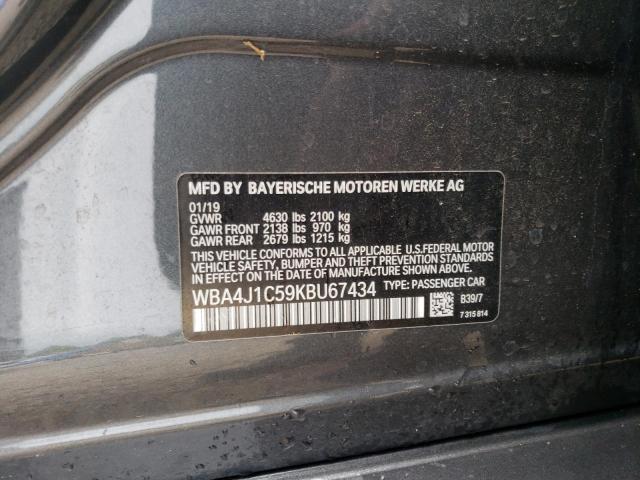 MFD BY BAYERISCHE MOTOREN WERKE AG
01/19
GVWR 4630 lbs 2100 kg
GAWR FRONT 2138 lbs 970 kg
GAWR REAR 2679 lbs 1215 kg
THIS VEHICLE CONFORMS TO ALL APPLICABLE U.S.FEDERAL MOTOR
VEHICLE SAFETY, BUMPER AND THEFT PREVENTION STANDARDS
IN EFFECT ON THE DATE OF MANUFACTURE SHOWN ABOVE.
WBA4J1C59KBU67434 TYPE: PASSENGER CAR
B39/7
7 315 814